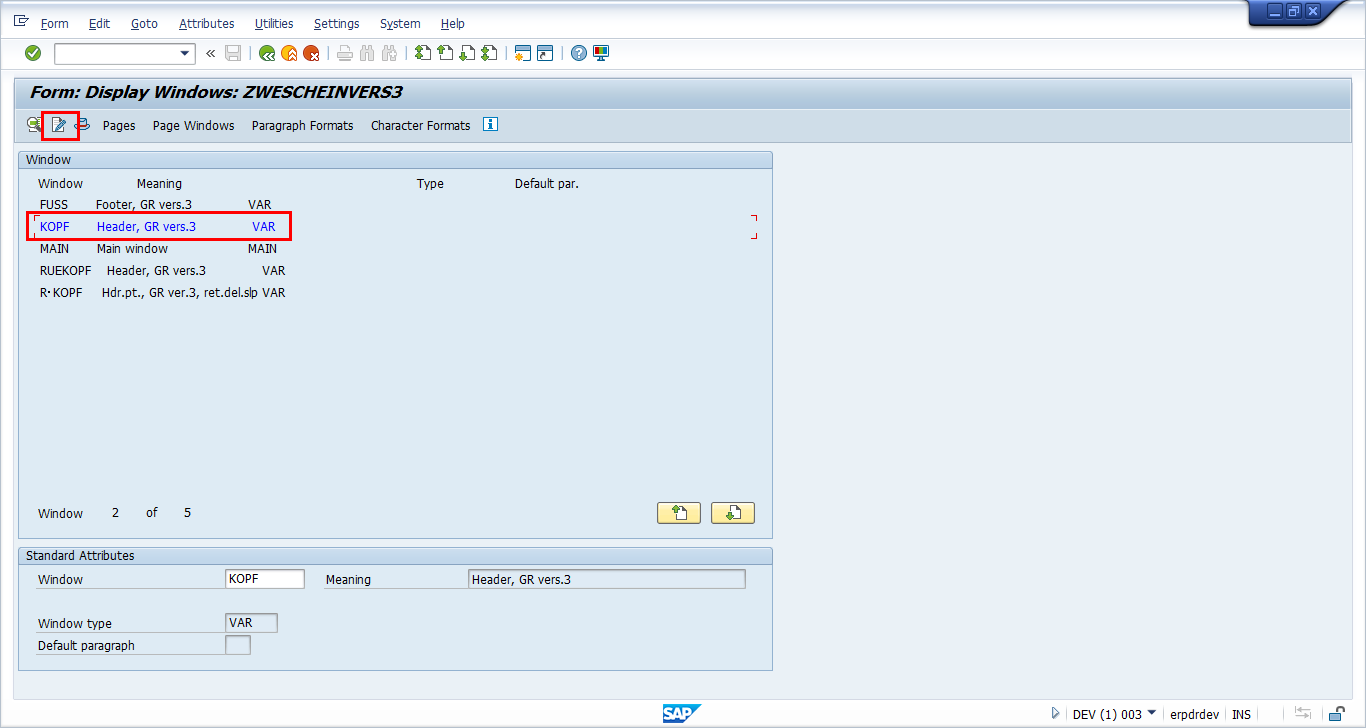 Form Edit Goto Attributes Utilities Settings System Help
Form: Display Windows: ZWESCHEINVERS3
Pages Page Windows Paragraph Formats Character Formats
Window
Window Meaning Type Default par.
FUSS Footer, GR vers.3 VAR
KOPF Header, GR vers.3 VAR
MAIN Main window MAIN
RUEKOPF Header, GR vers.3 VAR
R·KOPF Hdr.pt., GR ver.3, ret.del.slp VAR
Window 2 of 5
Standard Attributes
Window KOPF Meaning Header, GR vers.3
Window type VAR
Default paragraph
SAP DEV (1) 003 erpdrdev INS